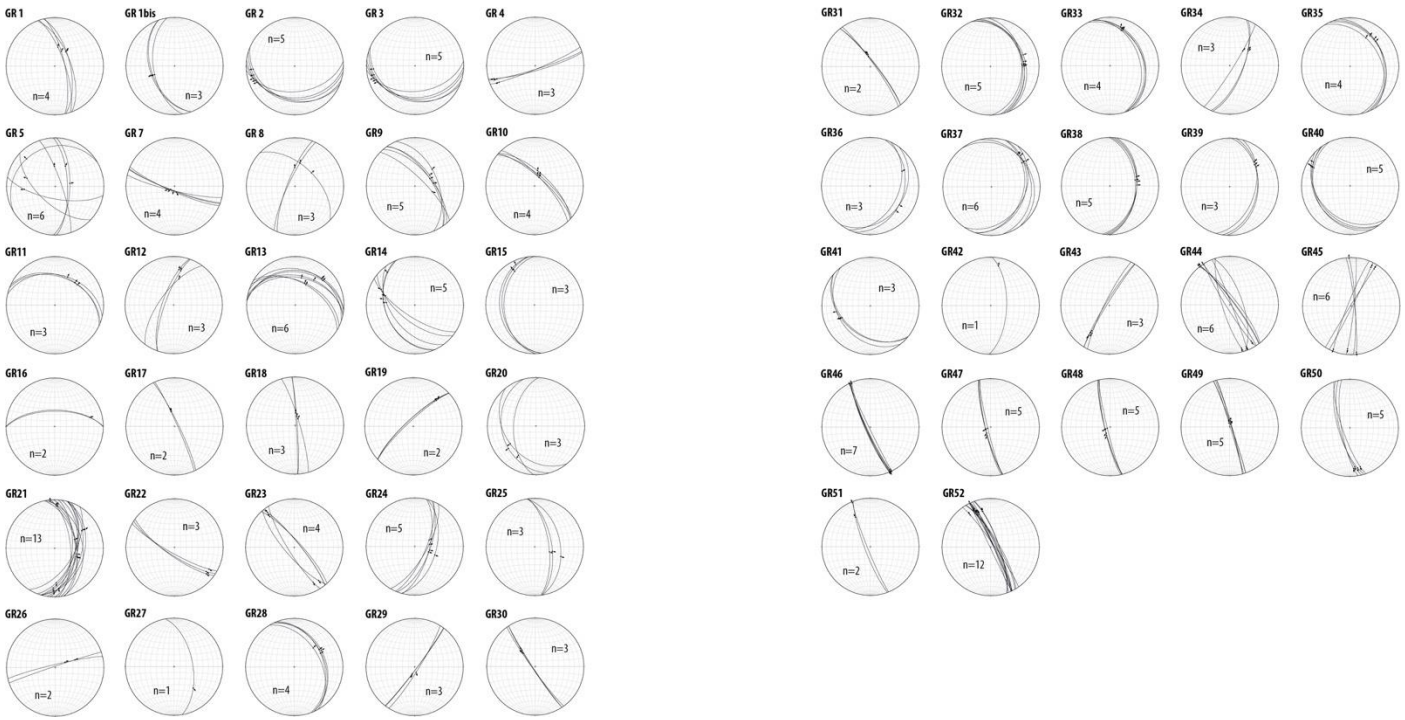 GR 1
n=4
GR 1bis
n=3
GR 2
n=5
GR 3
n=5
GR 4
n=3
GR 5
n=6
GR 7
n=4
GR 8
n=3
GR9
n=5
GR10
n=4
GR11
n=3
GR12
n=3
GR13
n=6
GR14
n=5
GR15
n=3
GR16
n=2
GR17
n=2
GR18
n=3
GR19
n=2
GR20
n=3
GR21
n=13
GR22
n=3
GR23
n=4
GR24
n=5
GR25
n=3
GR26
n=2
GR27
n=1
GR28
n=4
GR29
n=3
GR30
n=3
GR31
n=2
GR32
n=5
GR33
n=4
GR34
n=3
GR35
n=4
GR36
n=3
GR37
n=6
GR38
n=5
GR39
n=3
GR40
n=5
GR41
n=3
GR42
n=1
GR43
n=3
GR44
n=6
GR45
n=6
GR46
n=7
GR47
n=5
GR48
n=5
GR49
n=5
GR50
n=5
GR51
n=2
GR52
n=12